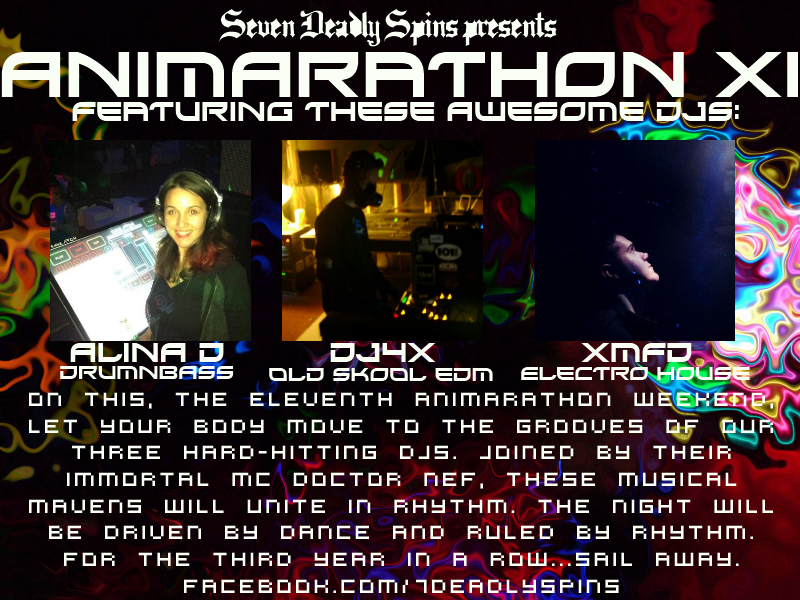 Seven Deadly Spins presents
ANIMARATHON XI
FEATURING THESE AWESOME DJS:
ALINA D
DRUMNBASS
DJ4X
OLD SKOOL EDM
XMFD
ELECTRO HOUSE
ON THIS, THE ELEVENTH ANIMARATHON WEEKEND,
LET YOUR BODY MOVE TO THE GROOVES OF OUR
THREE HARD-HITTING DJS. JOINED BY THEIR
IMMORTAL MC DOCTOR NEF, THESE MUSICAL
MAVENS WILL UNITE IN RHYTHM. THE NIGHT WILL
BE DRIVEN BY DANCE AND RULED BY RHYTHM.
FOR THE THIRD YEAR IN A ROW...SAIL AWAY.
FACEBOOK.COM/7DEADLYSPINS